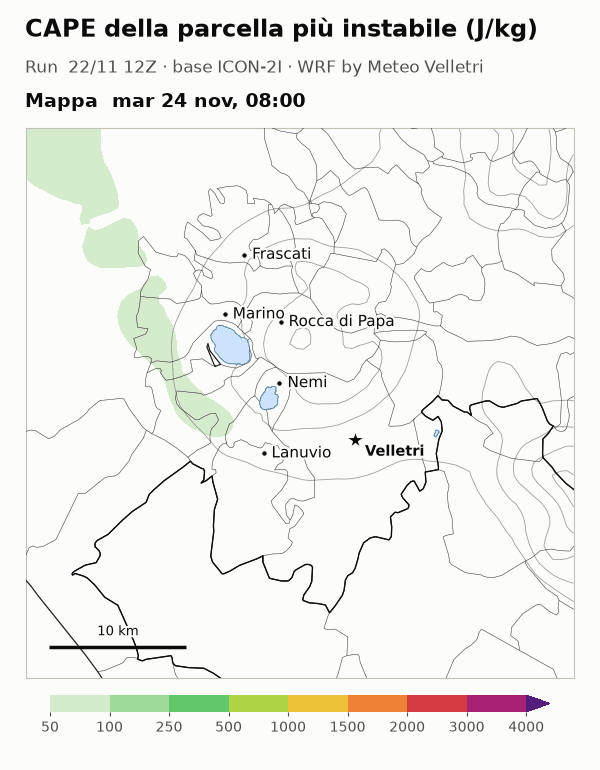 CAPE della parcella più instabile (J/kg)
Run  22/11 12Z · base ICON-2I · WRF by Meteo Velletri
Mappa  mar 24 nov, 08:00
Frascati
Marino
Rocca di Papa
Nemi
Velletri
Lanuvio
10 km
50 100 250 500 1000 1500 2000 3000 4000